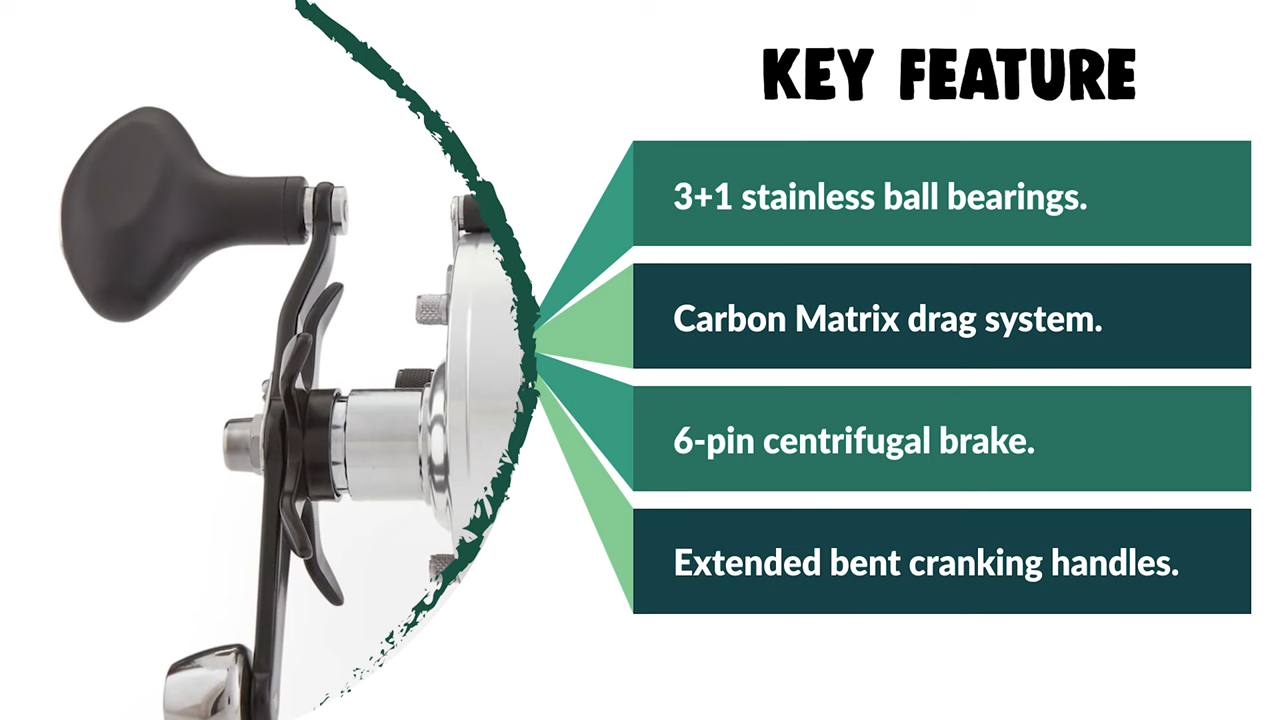 KEY FEATURE
3+1 stainless ball bearings.
Carbon Matrix drag system.
6-pin centrifugal brake.
Extended bent cranking handles.